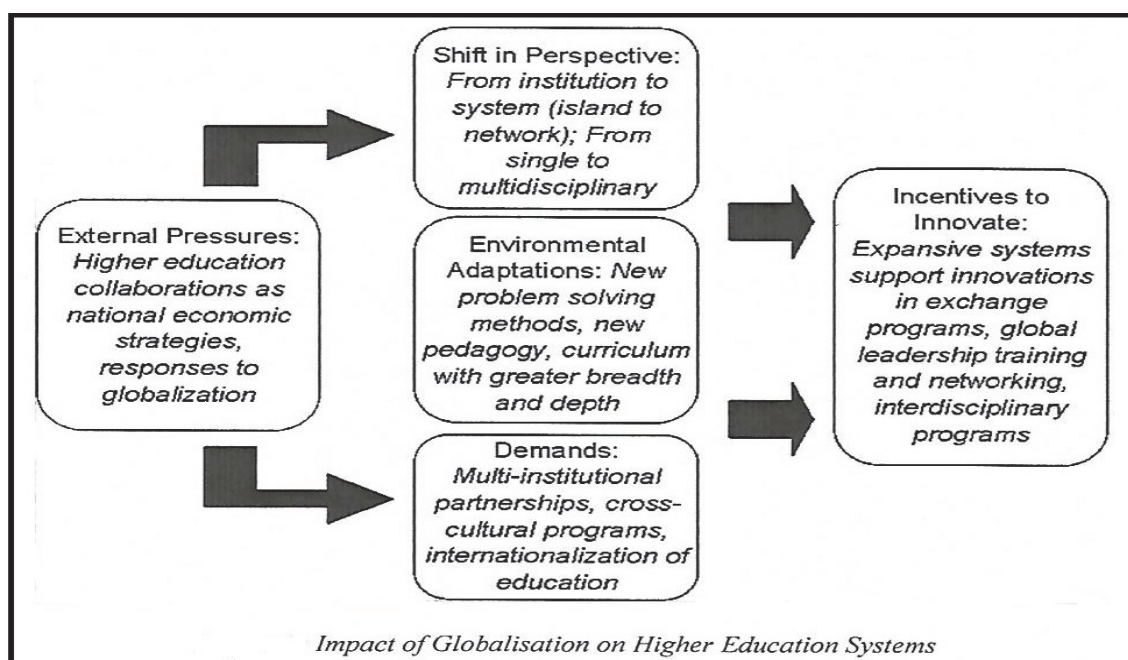 Shift in Perspective:
From institution to
system (island to
network); From
single to
multidisciplinary
External Pressures:
Higher education
collaborations as
national economic
strategies,
responses to
globalization
Environmental
Adaptations: New
problem solving
methods, new
pedagogy, curriculum
with greater breadth
and depth
Demands:
Multi-institutional
partnerships, cross-
cultural programs,
internationalization of
education
Incentives to
Innovate:
Expansive systems
support innovations
in exchange
programs, global
leadership training
and networking,
interdisciplinary
programs
Impact of Globalisation on Higher Education Systems